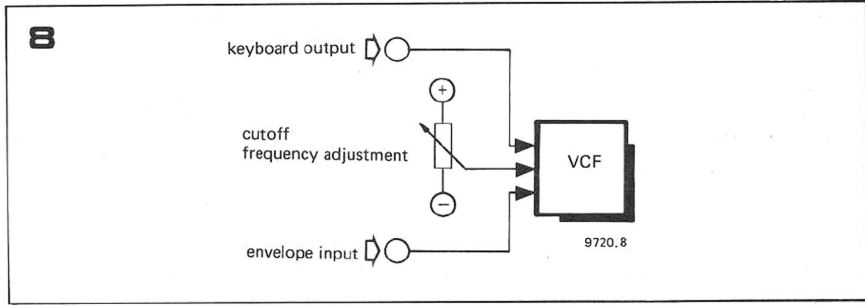 8
keyboard output
+
cutoff
frequency adjustment
VCF
−
9720.8
envelope input